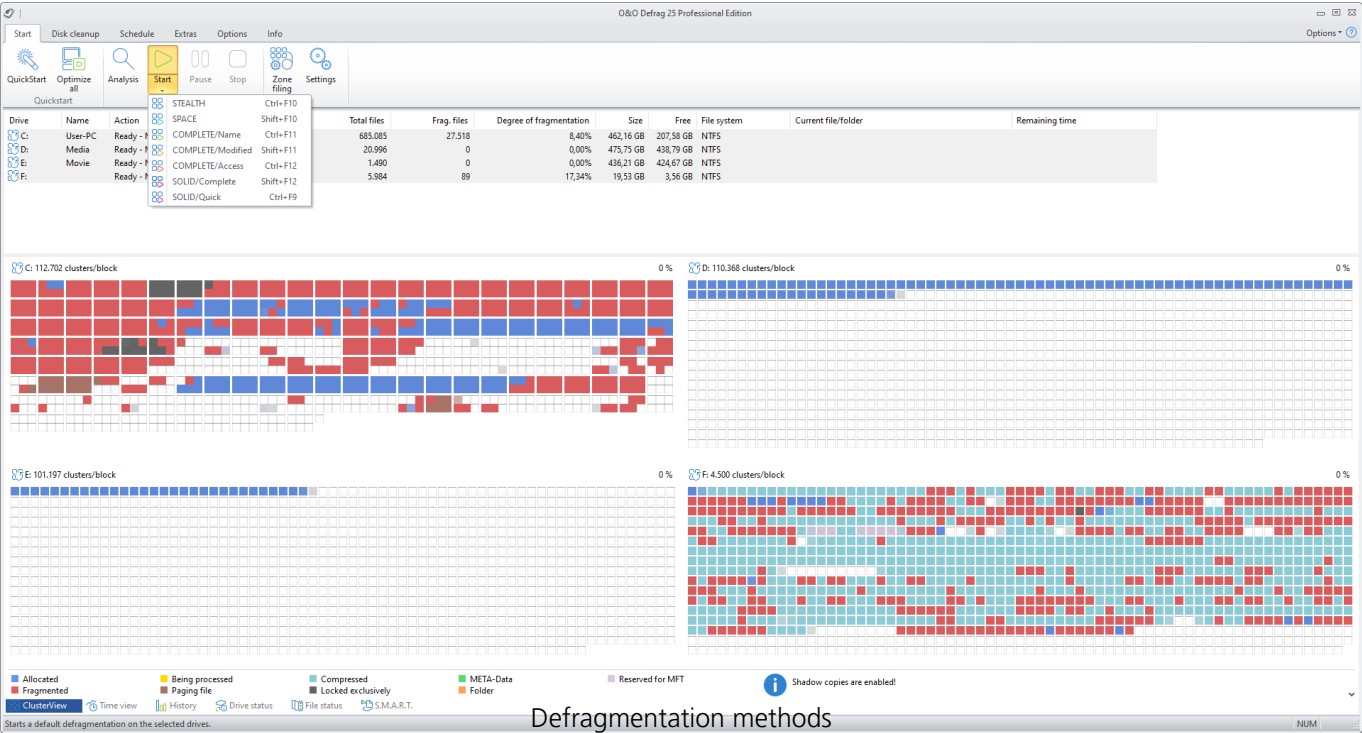 O&O Defrag 25 Professional Edition
Start Disk cleanup Schedule Extras Options Info Options
QuickStart Optimize all Analysis Start Pause Stop Zone filing Settings
Quickstart
STEALTH Ctrl+F10
SPACE Shift+F10
COMPLETE/Name Ctrl+F11
COMPLETE/Modified Shift+F11
COMPLETE/Access Ctrl+F12
SOLID/Complete Shift+F12
SOLID/Quick Ctrl+F9
Drive Name Action Total files Frag. files Degree of fragmentation Size Free File system Current file/folder Remaining time
C: User-PC Ready - 685.085 27.518 8,40% 462,16 GB 207,58 GB NTFS
D: Media Ready - 20.996 0 0,00% 475,75 GB 438,79 GB NTFS
E: Movie Ready - 1.490 0 0,00% 436,21 GB 424,67 GB NTFS
F: Ready - 5.984 89 17,34% 19,53 GB 3,56 GB NTFS
C: 112.702 clusters/block 0 %
D: 110.368 clusters/block 0 %
E: 101.197 clusters/block 0 %
F: 4.500 clusters/block 0 %
Allocated Being processed Compressed META-Data Reserved for MFT
Fragmented Paging file Locked exclusively Folder
Shadow copies are enabled!
ClusterView Time view History Drive status File status S.M.A.R.T.
Defragmentation methods
Starts a default defragmentation on the selected drives. NUM